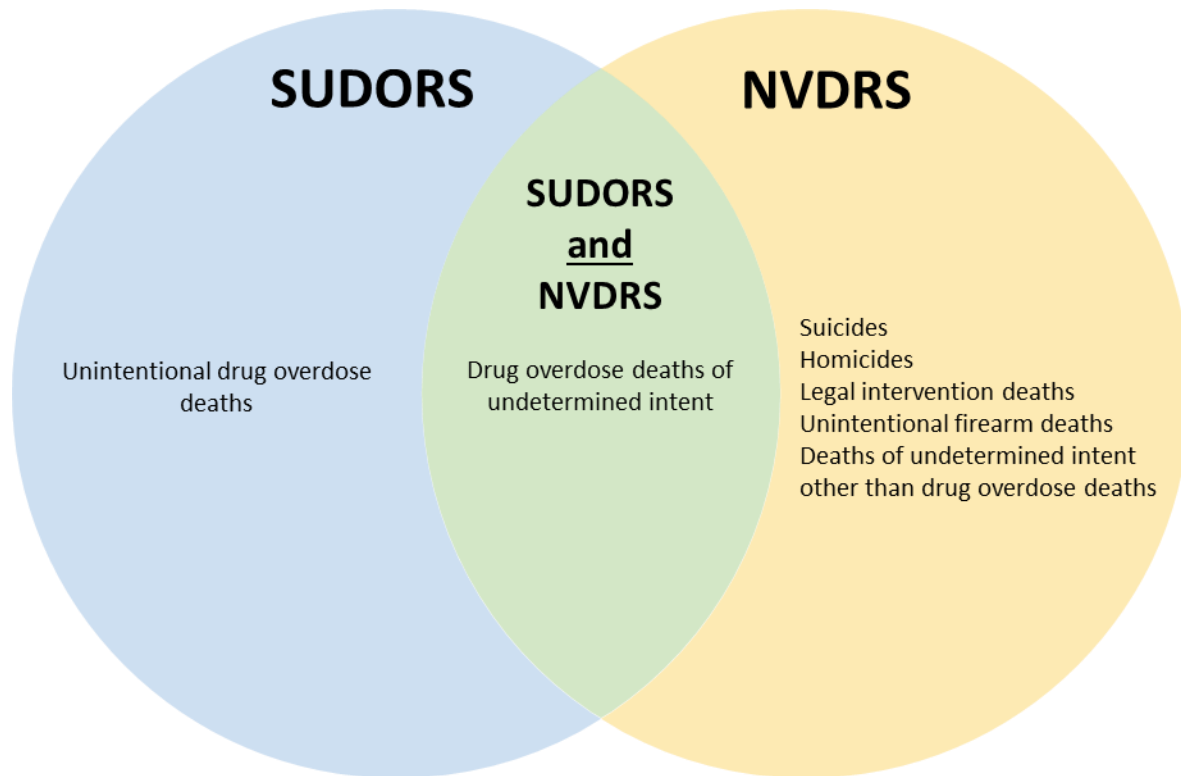 SUDORS
NVDRS
SUDORS
and
NVDRS
Unintentional drug overdose
deaths
Drug overdose deaths of
undetermined intent
Suicides
Homicides
Legal intervention deaths
Unintentional firearm deaths
Deaths of undetermined intent
other than drug overdose deaths